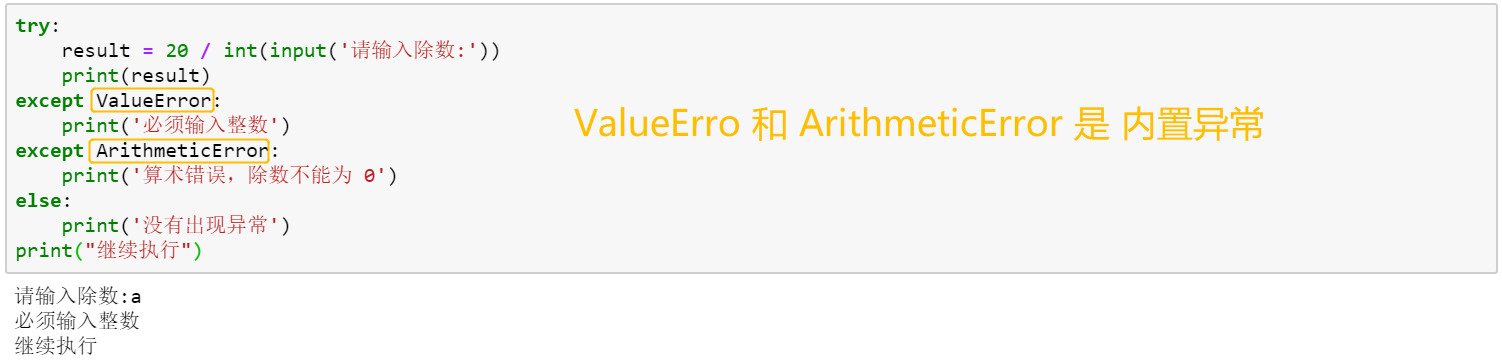 try:
    result = 20 / int(input('请输入除数:'))
    print(result)
except ValueError:
    print('必须输入整数')
except ArithmeticError:
    print('算术错误，除数不能为 0')
else:
    print('没有出现异常')
print("继续执行")
ValueErro 和 ArithmeticError 是 内置异常
请输入除数:a
必须输入整数
继续执行